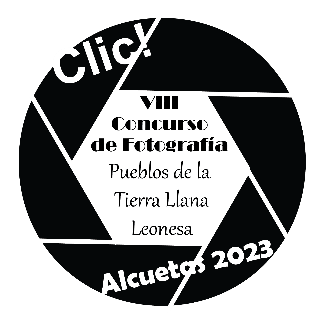 Clic!
VIII
Concurso
de Fotografía
Pueblos de la
Tierra Llana
Leonesa
Alcuetas 2023